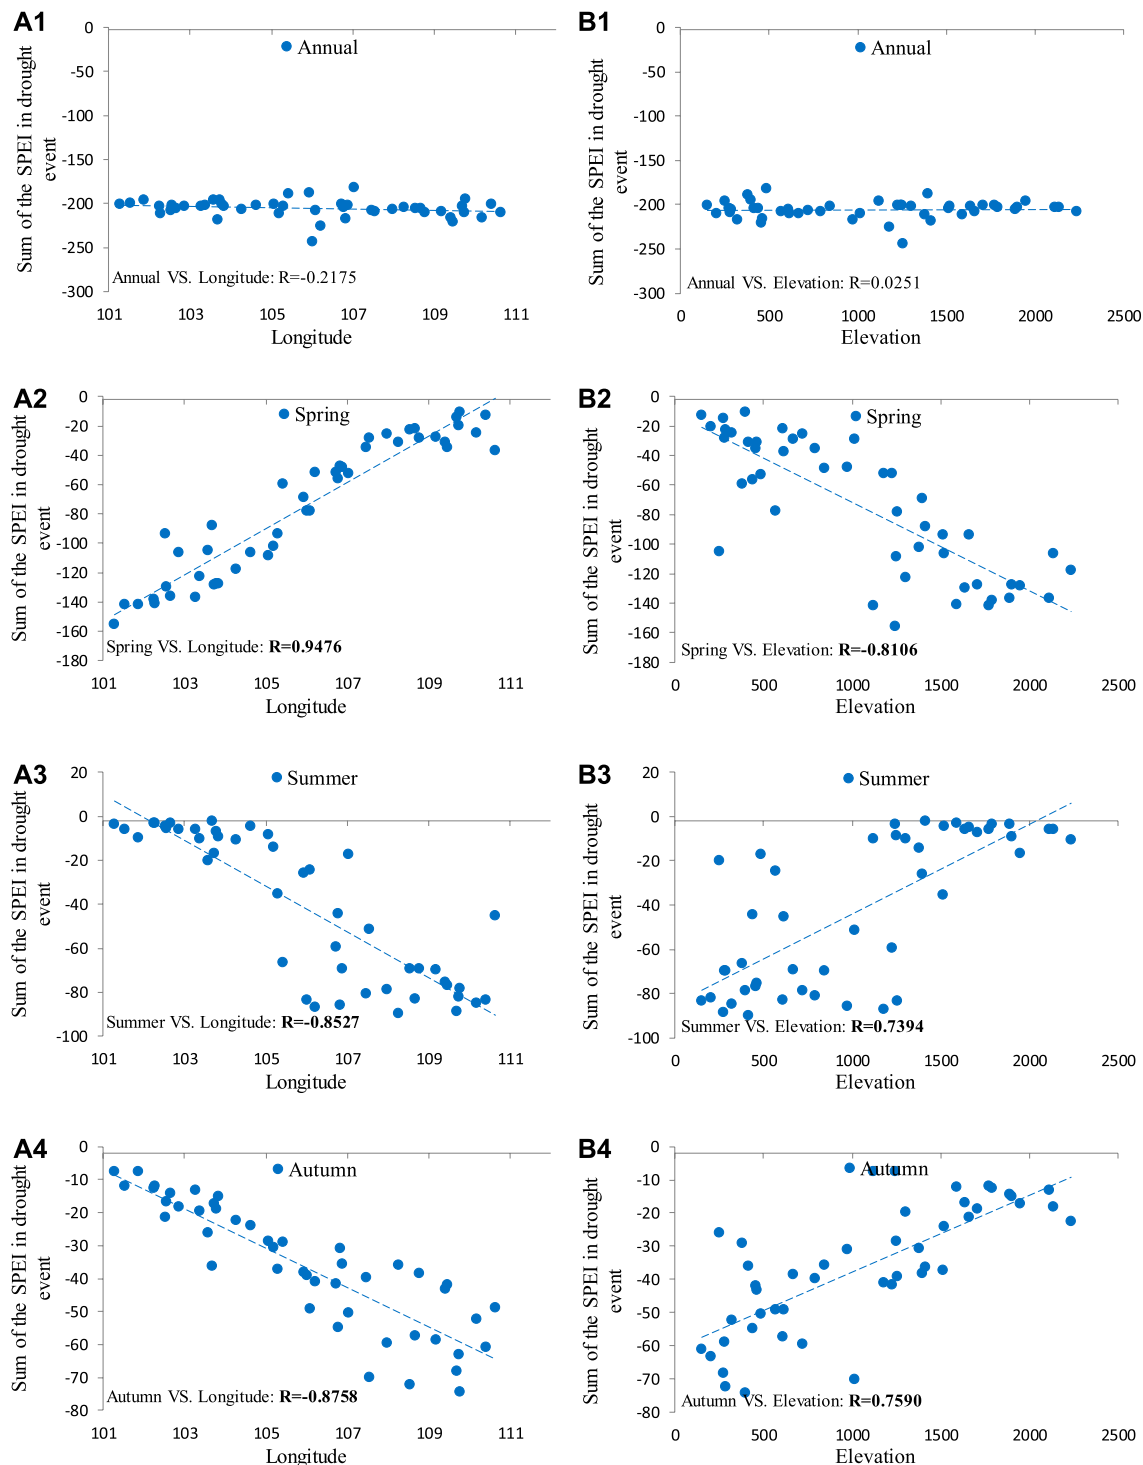 A1
0
-50
-100
-150
-200
-250
-300
Sum of the SPEI in drought
event
Annual
Annual VS. Longitude: R=-0.2175
101 103 105 107 109 111
Longitude
B1
0
-50
-100
-150
-200
-250
-300
Sum of the SPEI in drought
event
Annual
Annual VS. Elevation: R=0.0251
0 500 1000 1500 2000 2500
Elevation
A2
0
-20
-40
-60
-80
-100
-120
-140
-160
-180
Sum of the SPEI in drought
event
Spring
Spring VS. Longitude: R=0.9476
101 103 105 107 109 111
Longitude
B2
0
-20
-40
-60
-80
-100
-120
-140
-160
-180
Sum of the SPEI in drought
event
Spring
Spring VS. Elevation: R=-0.8106
0 500 1000 1500 2000 2500
Elevation
A3
20
0
-20
-40
-60
-80
-100
Sum of the SPEI in drought
event
Summer
Summer VS. Longitude: R=-0.8527
101 103 105 107 109 111
Longitude
B3
20
0
-20
-40
-60
-80
-100
Sum of the SPEI in drought
event
Summer
Summer VS. Elevation: R=0.7394
0 500 1000 1500 2000 2500
Elevation
A4
0
-10
-20
-30
-40
-50
-60
-70
-80
Sum of the SPEI in drought
event
Autumn
Autumn VS. Longitude: R=-0.8758
101 103 105 107 109 111
Longitude
B4
0
-10
-20
-30
-40
-50
-60
-70
-80
Sum of the SPEI in drought
event
Autumn
Autumn VS. Elevation: R=0.7590
0 500 1000 1500 2000 2500
Elevation